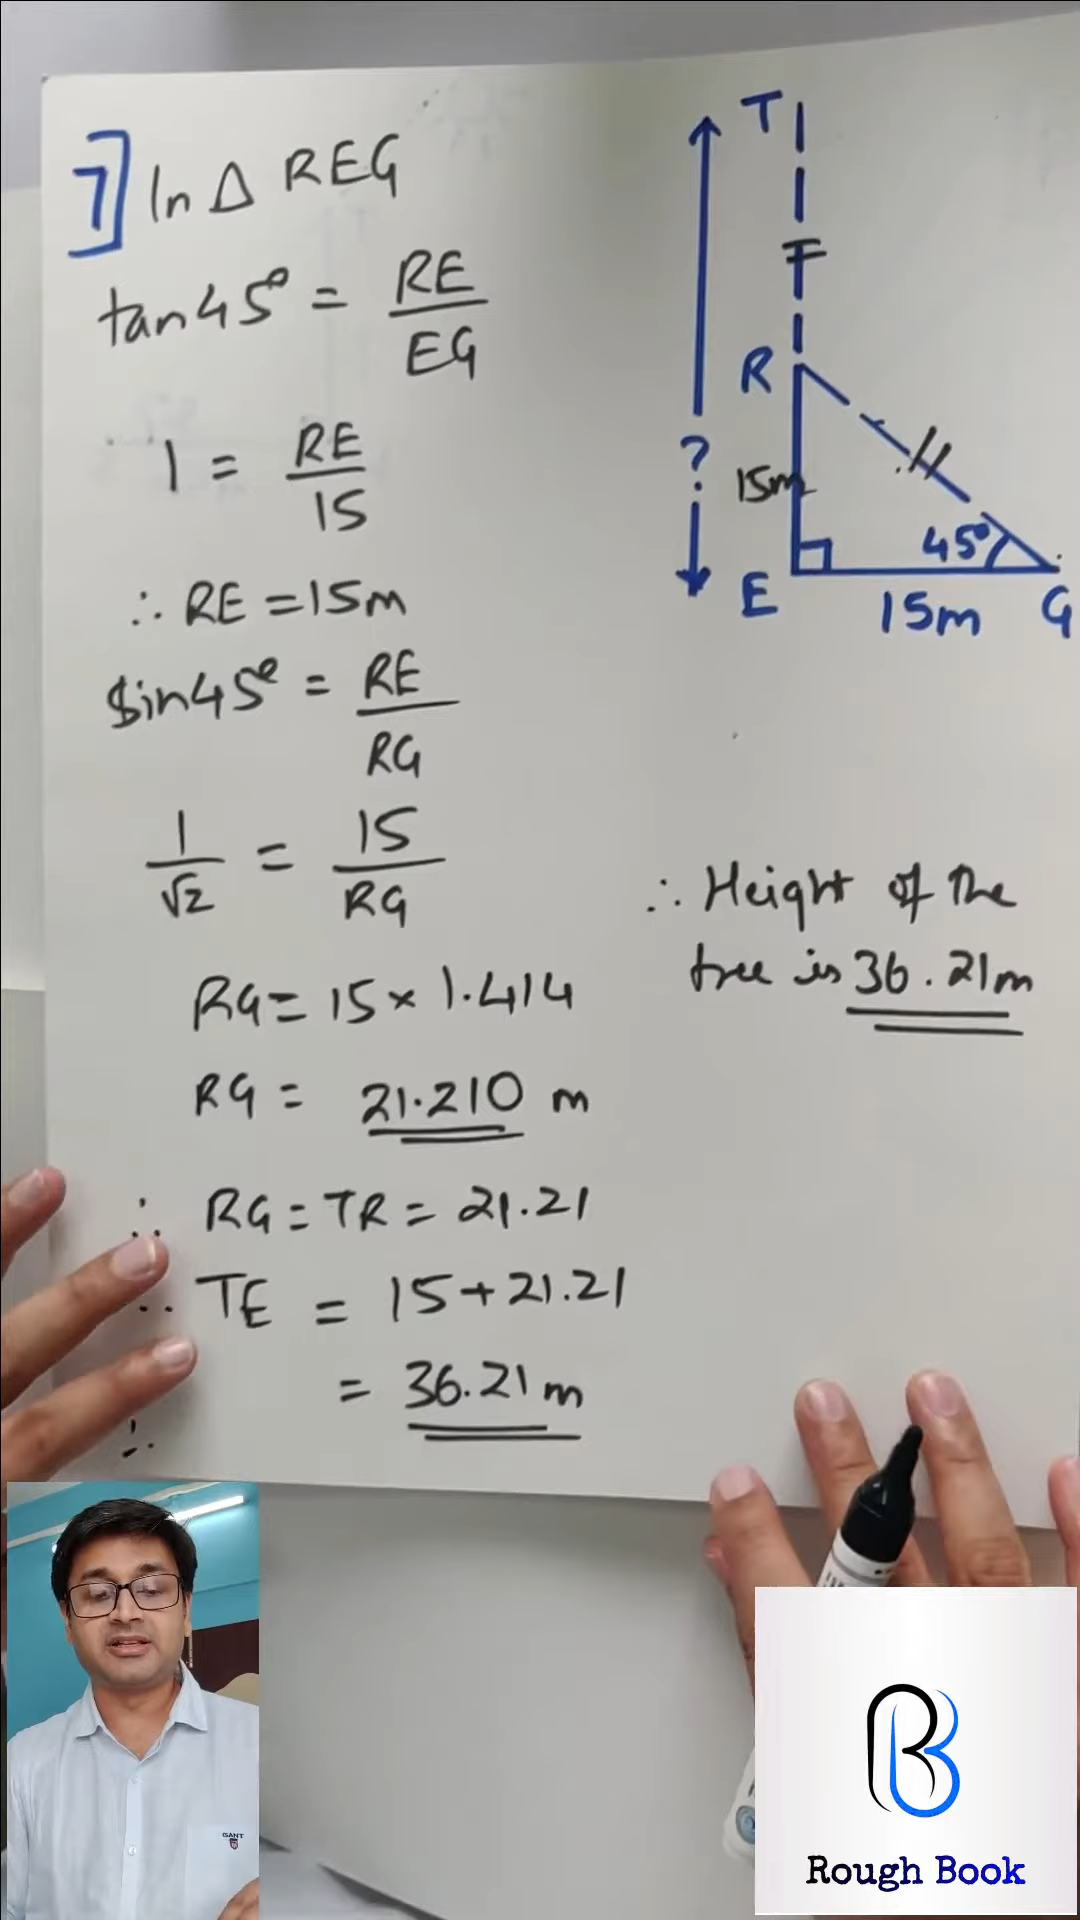 7] In Δ REG
tan45° = RE/EG
1 = RE/15
∴ RE = 15m
Sin45° = RE/RG
1/√2 = 15/RG
RG = 15 × 1.414
RG = 21.210 m
∴ RG = TR = 21.21
∴ TE = 15 + 21.21
= 36.21 m
∴
T
R
?
15m
E
45°
15m
G
∴ Height of the
tree is 36.21m
GANT
B
Rough Book